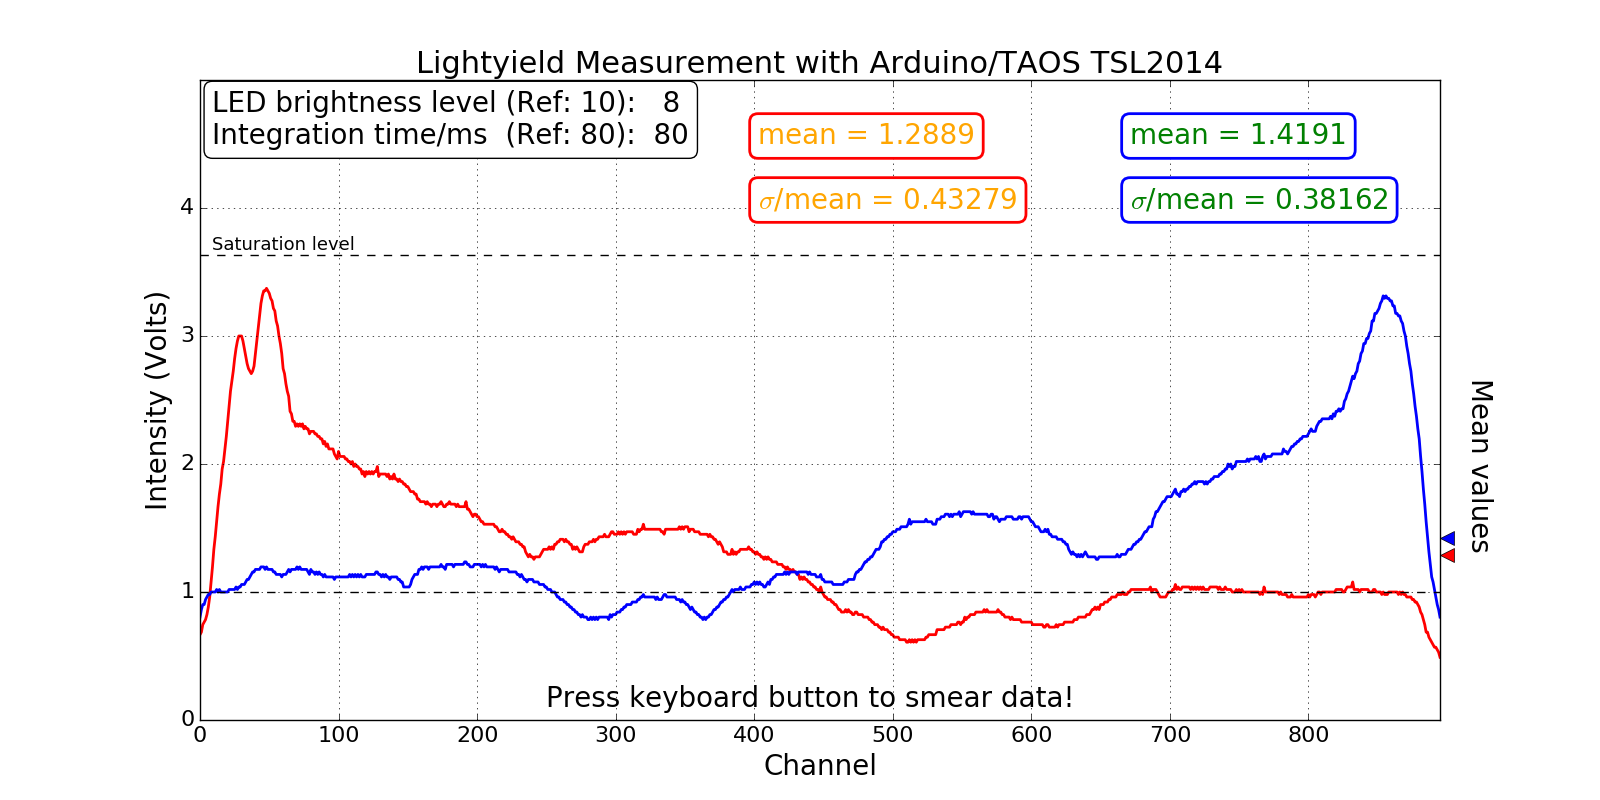 Lightyield Measurement with Arduino/TAOS TSL2014
LED brightness level (Ref: 10): 8
Integration time/ms (Ref: 80): 80
mean = 1.2889
mean = 1.4191
σ/mean = 0.43279
σ/mean = 0.38162
Saturation level
4
3
2
1
0
Intensity (Volts)
Mean values
Press keyboard button to smear data!
0 100 200 300 400 500 600 700 800
Channel